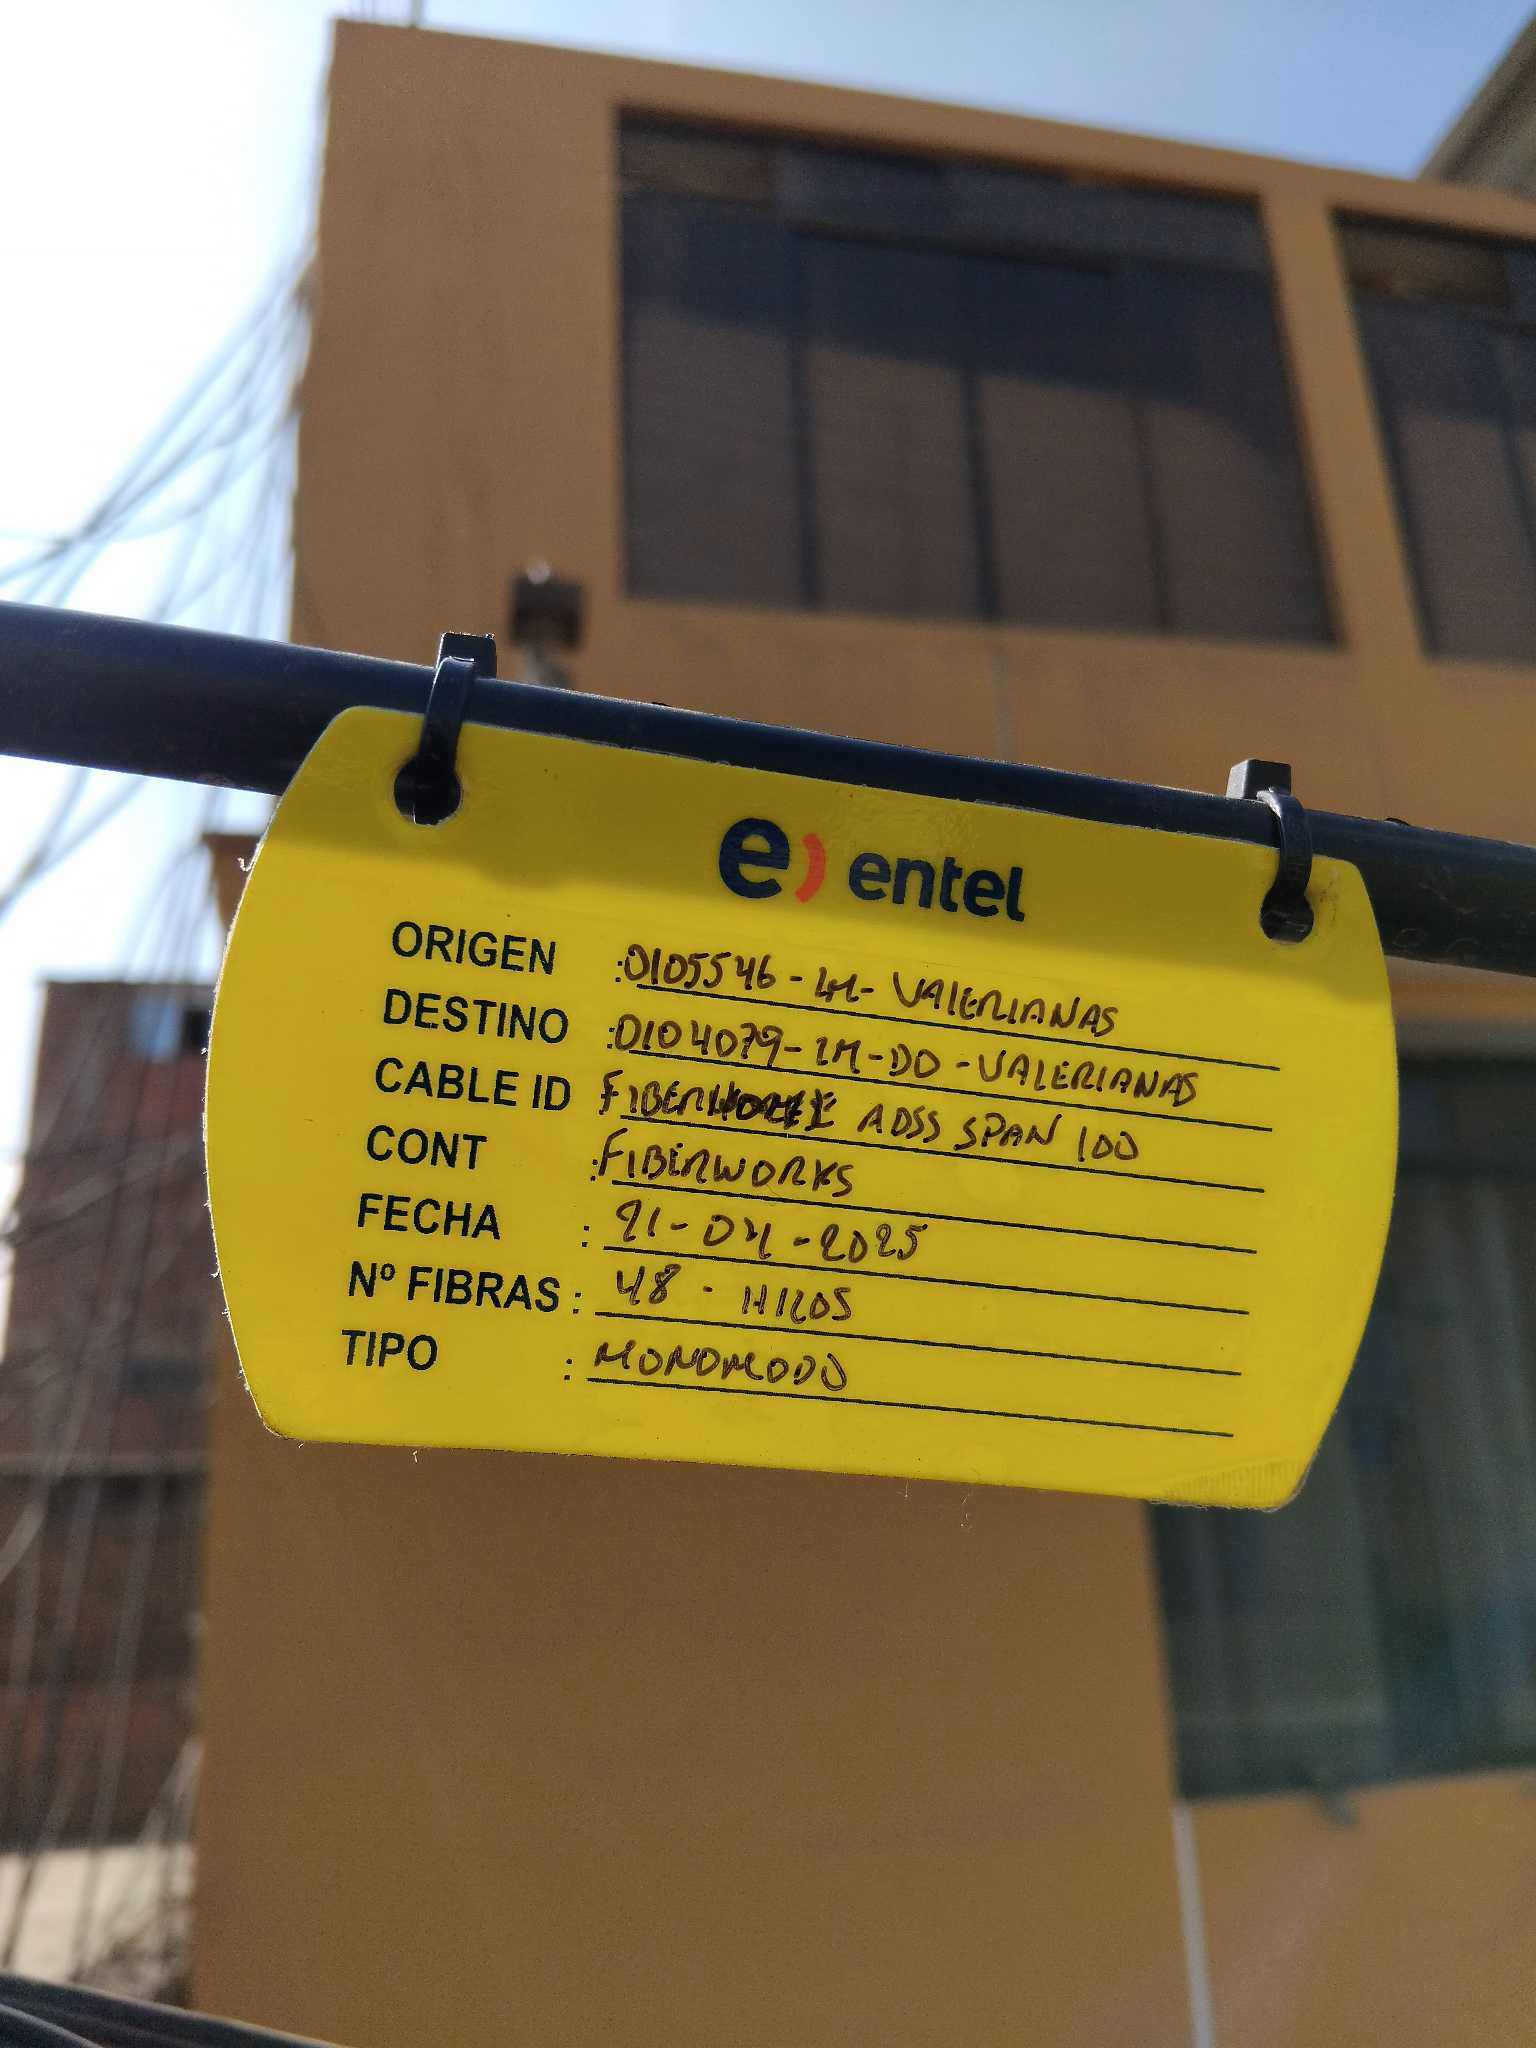 e) entel
ORIGEN : 0105546 - LM - VALERIANAS
DESTINO : 0104079 - LM - DO - VALERIANAS
CABLE ID ADSS SPAN 100
CONT : FIBERWORKS
FECHA : 21 - 04 - 2025
Nº FIBRAS : 48 - HILOS
TIPO : MONOMODO